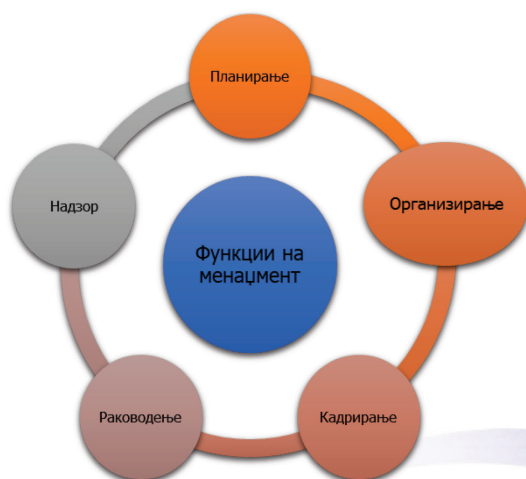 Планирање
Организирање
Кадрирање
Раководење
Надзор
Функции на
менаџмент